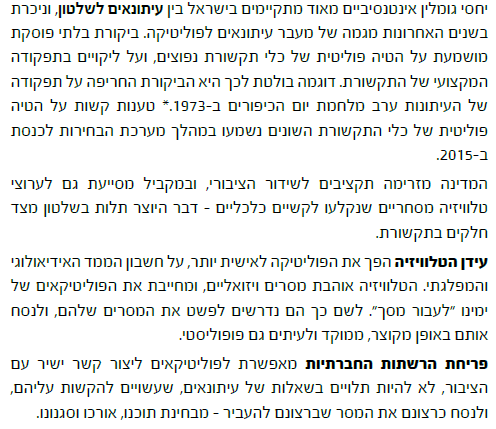 יחסי גומלין אינטנסיביים מאוד מתקיימים בישראל בין עיתונאים לשלטון, וניכרת
בשנים האחרונות מגמה של מעבר עיתונאים לפוליטיקה. ביקורת בלתי פוסקת
מושמעת על הטיה פוליטית של כלי תקשורת נפוצים, ועל ליקויים בתפקודה
המקצועי של התקשורת. דוגמה בולטת לכך היא הביקורת החריפה על תפקודה
של העיתונות ערב מלחמת יום הכיפורים ב-1973.* טענות קשות על הטיה
פוליטית של כלי התקשורת השונים נשמעו במהלך מערכת הבחירות לכנסת
ב-2015.
המדינה מזרימה תקציבים לשידור הציבורי, ובמקביל מסייעת גם לערוצי
טלוויזיה מסחריים שנקלעו לקשיים כלכליים - דבר היוצר תלות בשלטון מצד
חלקים בתקשורת.
עידן הטלוויזיה הפך את הפוליטיקה לאישית יותר, על חשבון הממד האידיאולוגי
והמפלגתי. הטלוויזיה אוהבת מסרים ויזואליים, ומחייבת את הפוליטיקאים של
ימינו "לעבור מסך". לשם כך הם נדרשים לפשט את המסרים שלהם, ולנסח
אותם באופן מקוצר, ממוקד ולעיתים גם פופוליסטי.
פריחת הרשתות החברתיות מאפשרת לפוליטיקאים ליצור קשר ישיר עם
הציבור, לא להיות תלויים בשאלות של עיתונאים, שעשויים להקשות עליהם,
ולנסח כרצונם את המסר שברצונם להעביר - מבחינת תוכנו, אורכו וסגנונו.